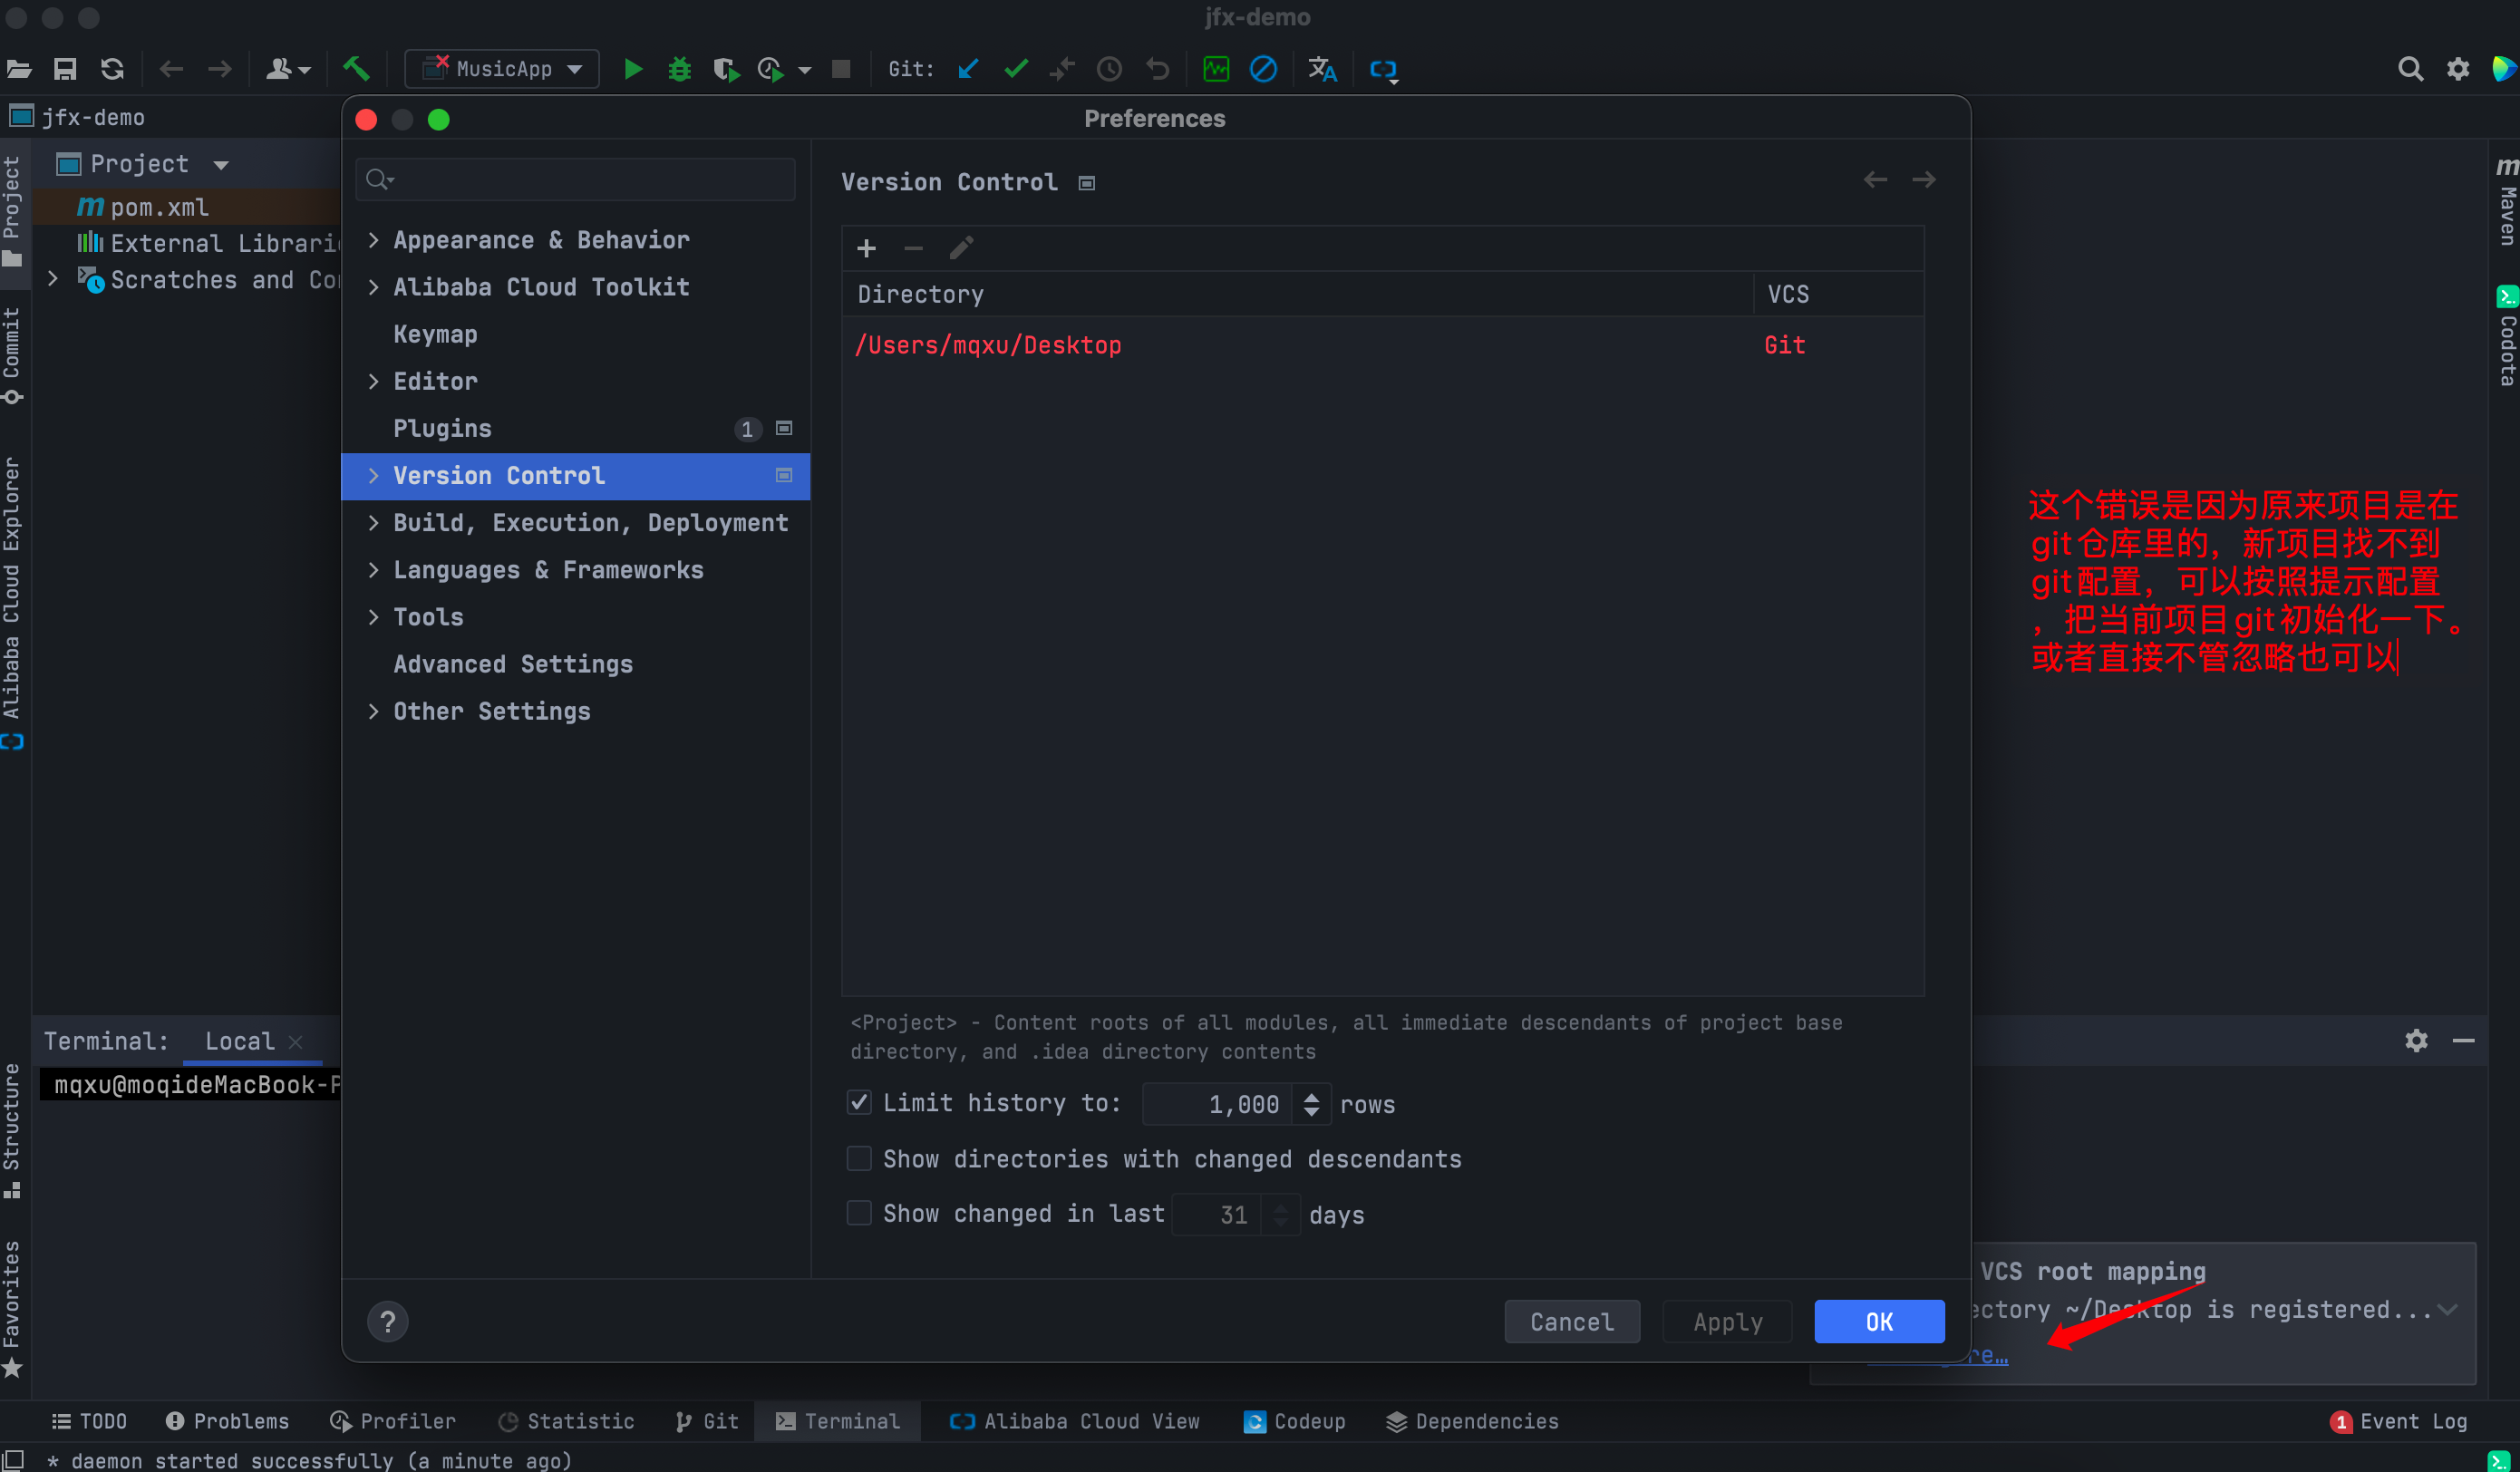 jfx-demo
MusicApp
Git:
jfx-demo
Preferences
Project
pom.xml
External Librari
Scratches and Co
Project
Commit
Alibaba Cloud Explorer
Structure
Favorites
Maven
Codota
Appearance & Behavior
Alibaba Cloud Toolkit
Keymap
Editor
Plugins 1
Version Control
Build, Execution, Deployment
Languages & Frameworks
Tools
Advanced Settings
Other Settings
Version Control
Directory VCS
/Users/mqxu/Desktop Git
<Project> - Content roots of all modules, all immediate descendants of project base
directory, and .idea directory contents
Limit history to: 1,000 rows
Show directories with changed descendants
Show changed in last 31 days
? Cancel Apply OK
这个错误是因为原来项目是在
git仓库里的，新项目找不到
git配置，可以按照提示配置
，把当前项目git初始化一下。
或者直接不管忽略也可以
Terminal: Local
mqxu@moqideMacBook-P
VCS root mapping
ectory ~/Desktop is registered...
re…
TODO Problems Profiler Statistic Git Terminal Alibaba Cloud View Codeup Dependencies 1 Event Log
* daemon started successfully (a minute ago)